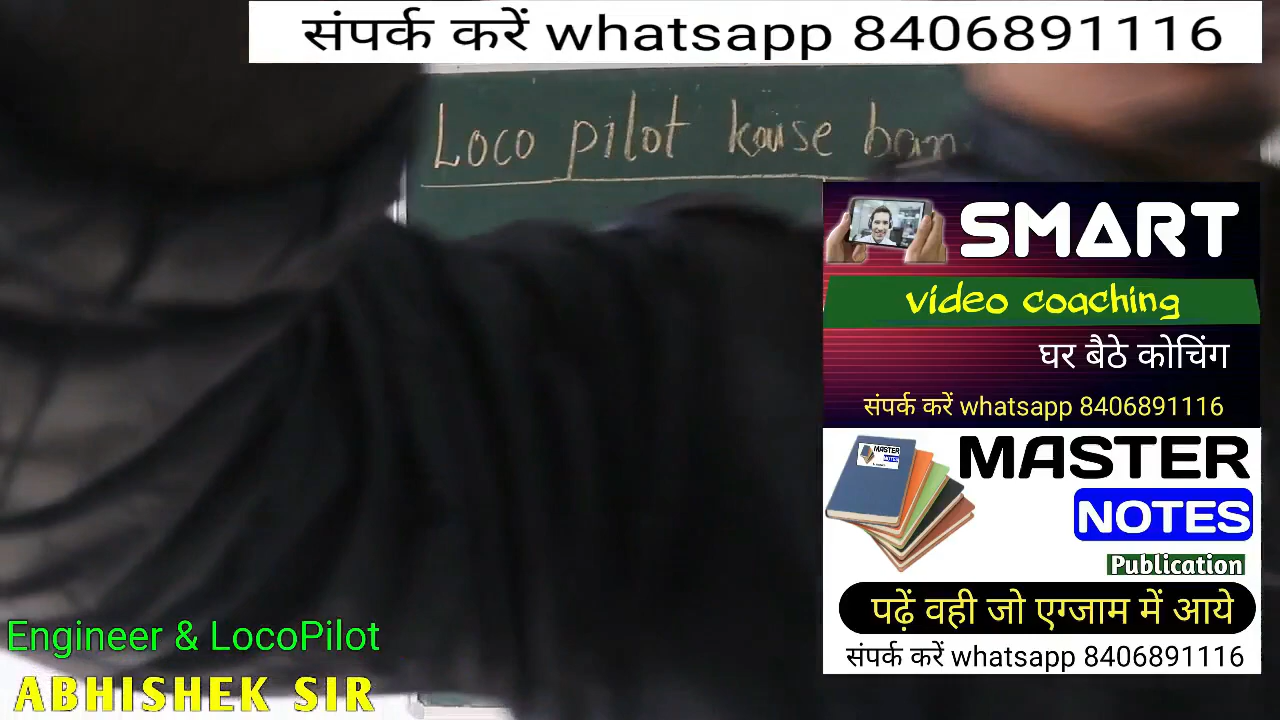 संपर्क करें whatsapp 8406891116
Loco pilot kaise ban
SMART
video coaching
घर बैठे कोचिंग
संपर्क करें whatsapp 8406891116
MASTER
NOTES
Publication
पढ़ें वही जो एग्जाम में आये
संपर्क करें whatsapp 8406891116
Engineer & LocoPilot
ABHISHEK SIR